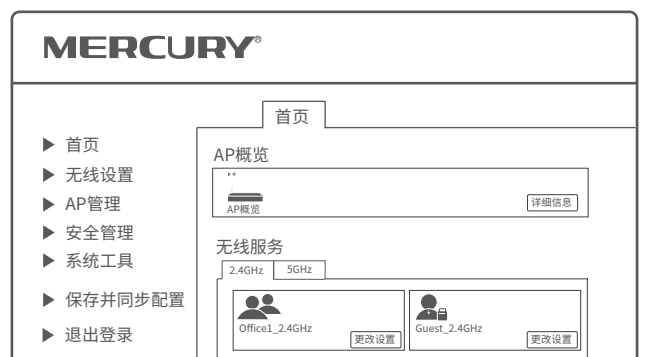 MERCURY®
首页
首页
无线设置
AP管理
安全管理
系统工具
保存并同步配置
退出登录
AP概览
AP概览
详细信息
无线服务
2.4GHz 5GHz
Office1_2.4GHz
更改设置
Guest_2.4GHz
更改设置